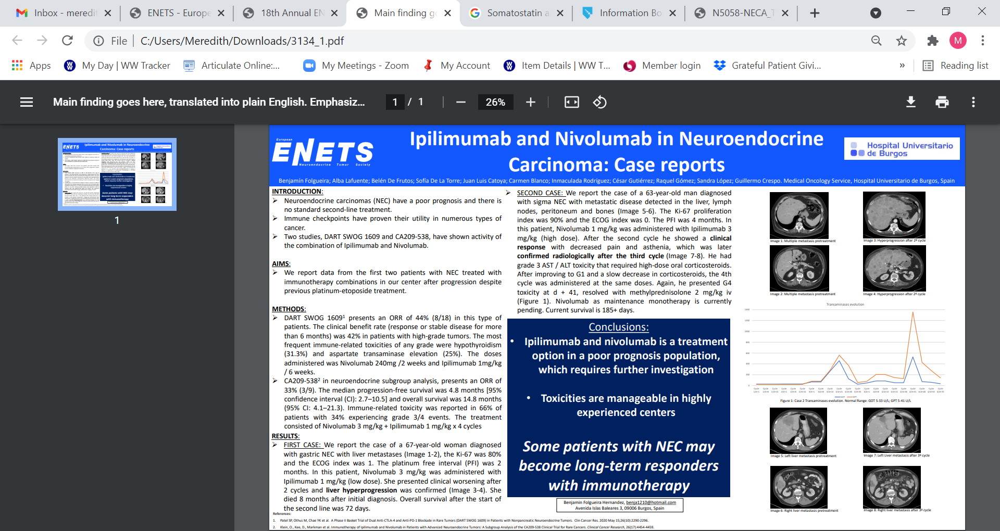 Inbox - meredi
ENETS - Europe
18th Annual EN
Main finding g
Somatostatin a
Information Bo
N5058-NECA_T
File
C:/Users/Meredith/Downloads/3134_1.pdf
M
Apps
My Day | WW Tracker
Articulate Online:...
My Meetings - Zoom
My Account
Item Details | WW T...
Member login
Grateful Patient Givi...
»
Reading list
Main finding goes here, translated into plain English. Emphasiz...
1 / 1
26%
1
European
ENETS
Neuroendocrine Tumor Society
Ipilimumab and Nivolumab in Neuroendocrine
Carcinoma: Case reports
Hospital Universitario
de Burgos
Benjamín Folgueira; Alba Lafuente; Belén De Frutos; Sofía De La Torre; Juan Luis Catoya; Carmen Blanco; Inmaculada Rodríguez; César Gutiérrez; Raquel Gómez; Sandra López; Guillermo Crespo. Medical Oncology Service, Hospital Universitario de Burgos, Spain
INTRODUCTION:
Neuroendocrine carcinomas (NEC) have a poor prognosis and there is
no standard second-line treatment.
Immune checkpoints have proven their utility in numerous types of
cancer.
Two studies, DART SWOG 1609 and CA209-538, have shown activity of
the combination of Ipilimumab and Nivolumab.
AIMS:
We report data from the first two patients with NEC treated with
immunotherapy combinations in our center after progression despite
previous platinum-etoposide treatment.
METHODS:
DART SWOG 1609¹ presents an ORR of 44% (8/18) in this type of
patients. The clinical benefit rate (response or stable disease for more
than 6 months) was 42% in patients with high-grade tumors. The most
frequent immune-related toxicities of any grade were hypothyroidism
(31.3%) and aspartate transaminase elevation (25%). The doses
administered was Nivolumab 240mg /2 weeks and Ipilimumab 1mg/kg
/ 6 weeks.
CA209-538² in neuroendocrine subgroup analysis, presents an ORR of
33% (3/9). The median progression-free survival was 4.8 months [95%
confidence interval (CI): 2.7–10.5] and overall survival was 14.8 months
(95% CI: 4.1–21.3). Immune-related toxicity was reported in 66% of
patients with 34% experiencing grade 3/4 events. The treatment
consisted of Nivolumab 3 mg/kg + Ipilimumab 1 mg/kg x 4 cycles
RESULTS:
FIRST CASE: We report the case of a 67-year-old woman diagnosed
with gastric NEC with liver metastases (Image 1-2), the Ki-67 was 80%
and the ECOG index was 1. The platinum free interval (PFI) was 2
months. In this patient, Nivolumab 3 mg/kg was administered with
Ipilimumab 1 mg/kg (low dose). She presented clinical worsening after
2 cycles and liver hyperprogression was confirmed (Image 3-4). She
died 8 months after initial diagnosis. Overall survival after the start of
the second line was 72 days.
SECOND CASE: We report the case of a 63-year-old man diagnosed
with sigma NEC with metastatic disease detected in the liver, lymph
nodes, peritoneum and bones (Image 5-6). The Ki-67 proliferation
index was 90% and the ECOG index was 0. The PFI was 4 months. In
this patient, Nivolumab 1 mg/kg was administered with Ipilimumab 3
mg/kg (high dose). After the second cycle he showed a clinical
response with decreased pain and asthenia, which was later
confirmed radiologically after the third cycle (Image 7-8). He had
grade 3 AST / ALT toxicity that required high-dose oral corticosteroids.
After improving to G1 and a slow decrease in corticosteroids, the 4th
cycle was administered at the same doses. Again, he presented G4
toxicity at d + 41, resolved with methylprednisolone 2 mg/kg iv
(Figure 1). Nivolumab as maintenance monotherapy is currently
pending. Current survival is 185+ days.
Conclusions:
• Ipilimumab and nivolumab is a treatment
option in a poor prognosis population,
which requires further investigation
• Toxicities are manageable in highly
experienced centers
Some patients with NEC may
become long-term responders
with immunotherapy
Benjamin Folgueira Hernandez, benja1210@hotmail.com
Avenida Islas Baleares 3, 09006 Burgos, Spain
Image 1: Multiple metastasis pretreatment
Image 3: Hyperprogression after 2º cycle
Image 2: Multiple metastasis pretreatment
Image 4: Hyperprogression after 2º cycle
Transaminases evolution
1400
1200
1000
800
600
400
200
0
GOT
GPT
Figure 1: Case 2 Transaminases evolution. Normal Range: GOT 5-33 U/L; GPT 5-41 U/L
Image 5: Left liver metastasis pretreatment
Image 7: Left Liver metastasis after 3º cycle
Image 6: Right liver metastasis pretreatment
Image 8: Right liver metastasis after 3º cycle
References:
1. Patel SP, Othus M, Chae YK et al. A Phase II Basket Trial of Dual Anti-CTLA-4 and Anti-PD-1 Blockade in Rare Tumors (DART SWOG 1609) in Patients with Nonpancreatic Neuroendocrine Tumors. Clin Cancer Res. 2020 May 15;26(10):2290-2296.
2. Klein, O., Kee, D., Markman et al. Immunotherapy of Ipilimumab and Nivolumab in Patients with Advanced Neuroendocrine Tumors: A Subgroup Analysis of the CA209-538 Clinical Trial for Rare Cancers. Clinical Cancer Research, 26(17):4454-4459.